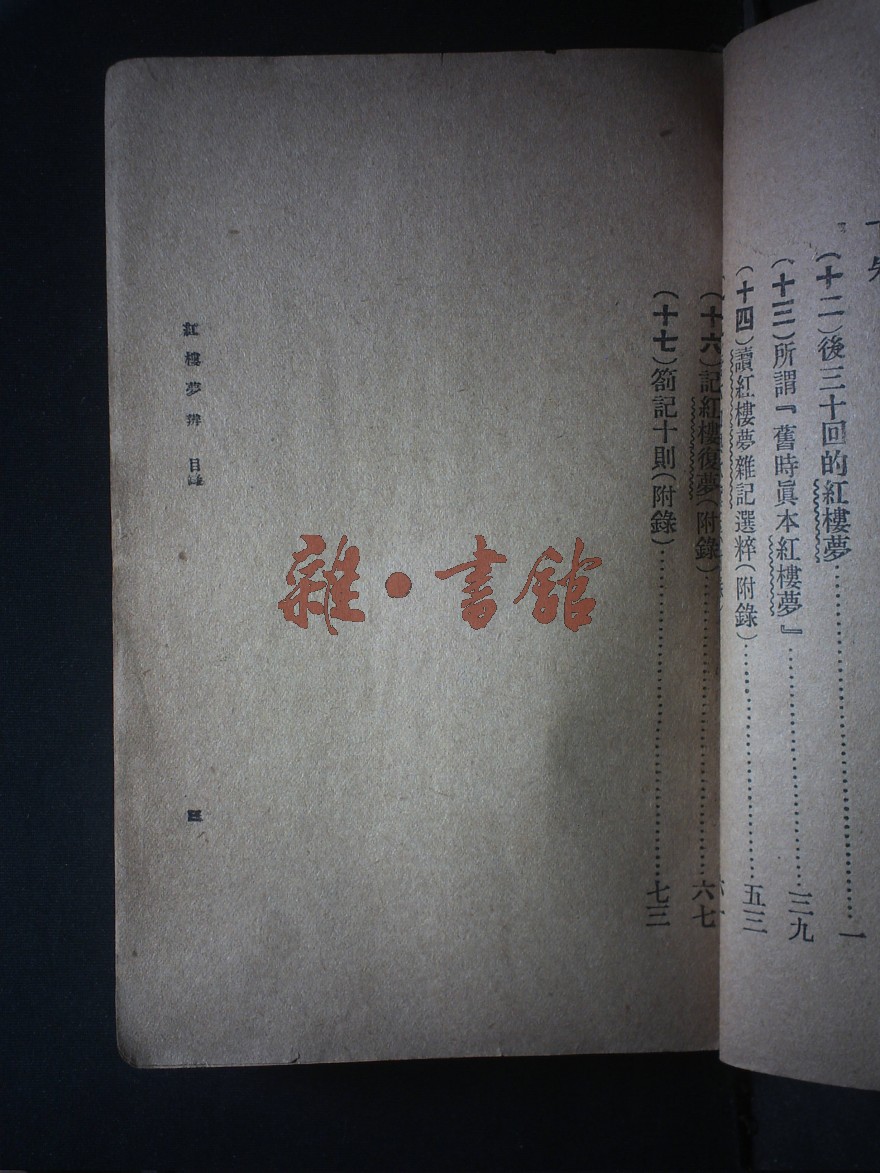 下
(十二)後三十回的紅樓夢 一
(十三)所謂『舊時眞本紅樓夢』 三九
(十四)讀紅樓夢雜記選粹(附錄) 五三
(十六)記紅樓復夢(附錄) 六七
(十七)劄記十則(附錄) 七三
紅樓夢辨 目錄
三
雜·書館